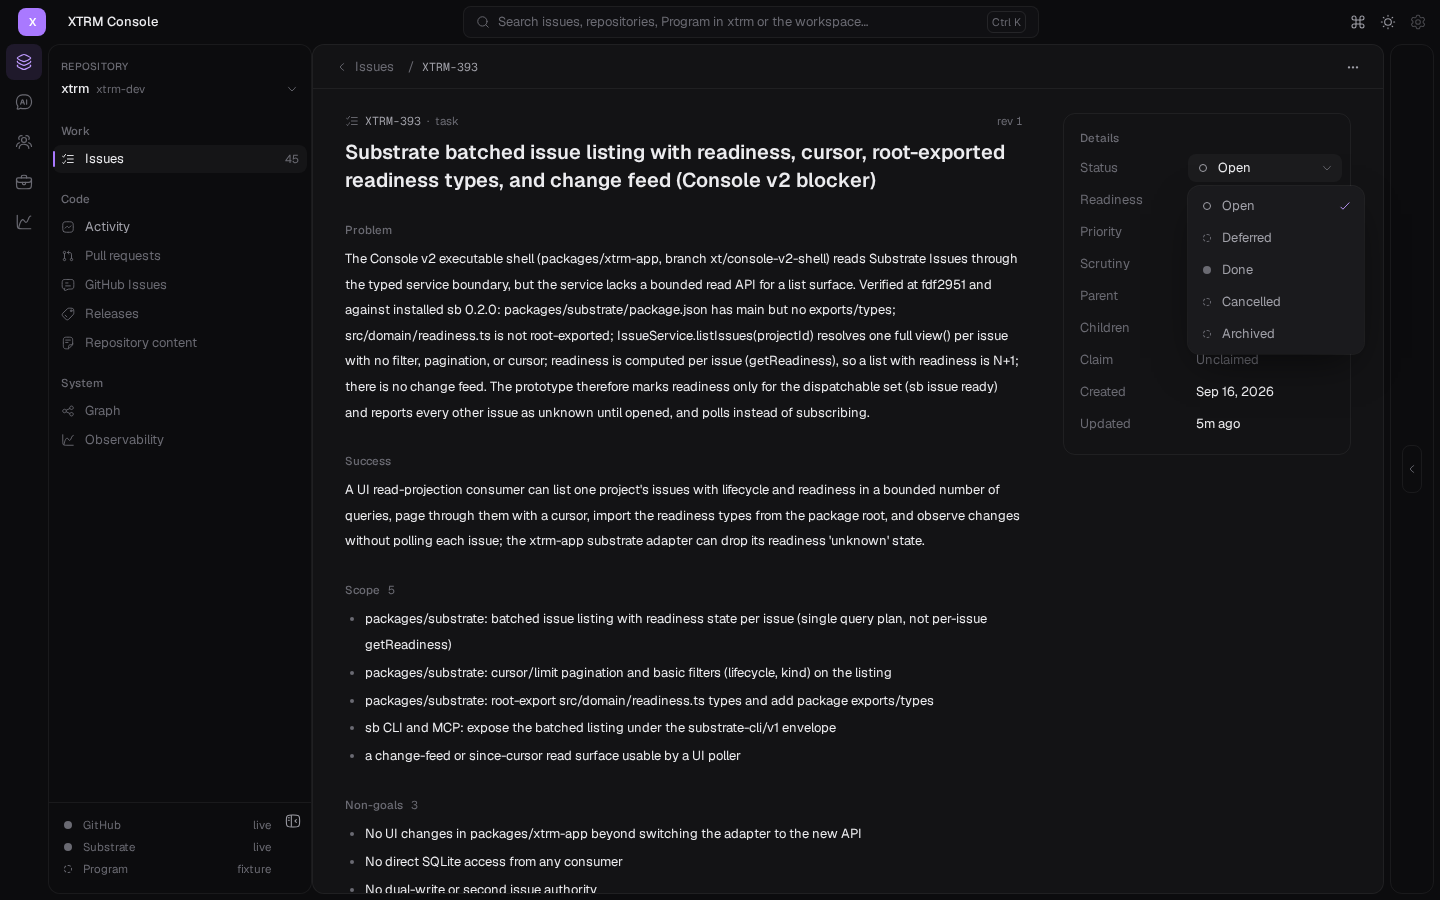 X
XTRM Console
Search issues, repositories, Program in xtrm or the workspace...
Ctrl K
AI
REPOSITORY
xtrm xtrm-dev
Work
Issues 45
Code
Activity
Pull requests
GitHub Issues
Releases
Repository content
System
Graph
Observability
GitHub live
Substrate live
Program fixture
Issues / XTRM-393
XTRM-393 · task
rev 1
Substrate batched issue listing with readiness, cursor, root-exported
readiness types, and change feed (Console v2 blocker)
Problem
The Console v2 executable shell (packages/xtrm-app, branch xt/console-v2-shell) reads Substrate Issues through
the typed service boundary, but the service lacks a bounded read API for a list surface. Verified at fdf2951 and
against installed sb 0.2.0: packages/substrate/package.json has main but no exports/types;
src/domain/readiness.ts is not root-exported; IssueService.listIssues(projectId) resolves one full view() per issue
with no filter, pagination, or cursor; readiness is computed per issue (getReadiness), so a list with readiness is N+1;
there is no change feed. The prototype therefore marks readiness only for the dispatchable set (sb issue ready)
and reports every other issue as unknown until opened, and polls instead of subscribing.
Success
A UI read-projection consumer can list one project's issues with lifecycle and readiness in a bounded number of
queries, page through them with a cursor, import the readiness types from the package root, and observe changes
without polling each issue; the xtrm-app substrate adapter can drop its readiness 'unknown' state.
Scope 5
packages/substrate: batched issue listing with readiness state per issue (single query plan, not per-issue
getReadiness)
packages/substrate: cursor/limit pagination and basic filters (lifecycle, kind) on the listing
packages/substrate: root-export src/domain/readiness.ts types and add package exports/types
sb CLI and MCP: expose the batched listing under the substrate-cli/v1 envelope
a change-feed or since-cursor read surface usable by a UI poller
Non-goals 3
No UI changes in packages/xtrm-app beyond switching the adapter to the new API
No direct SQLite access from any consumer
No dual-write or second issue authority
Details
Status Open
Readiness
Priority
Scrutiny
Parent
Children
Open
Deferred
Done
Cancelled
Archived
Claim Unclaimed
Created Sep 16, 2026
Updated 5m ago